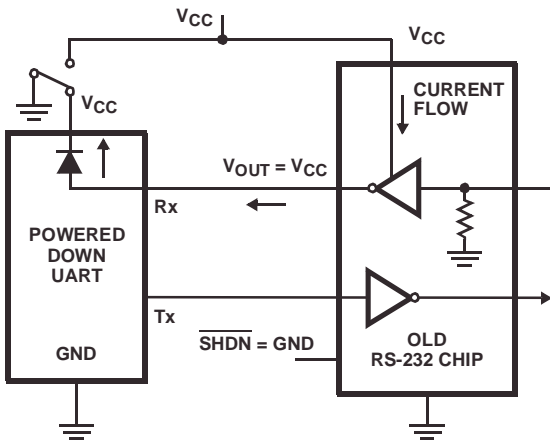 VCC
VCC
VCC
CURRENT
FLOW
VOUT = VCC
Rx
POWERED
DOWN
UART
Tx
SHDN = GND
GND
OLD
RS-232 CHIP